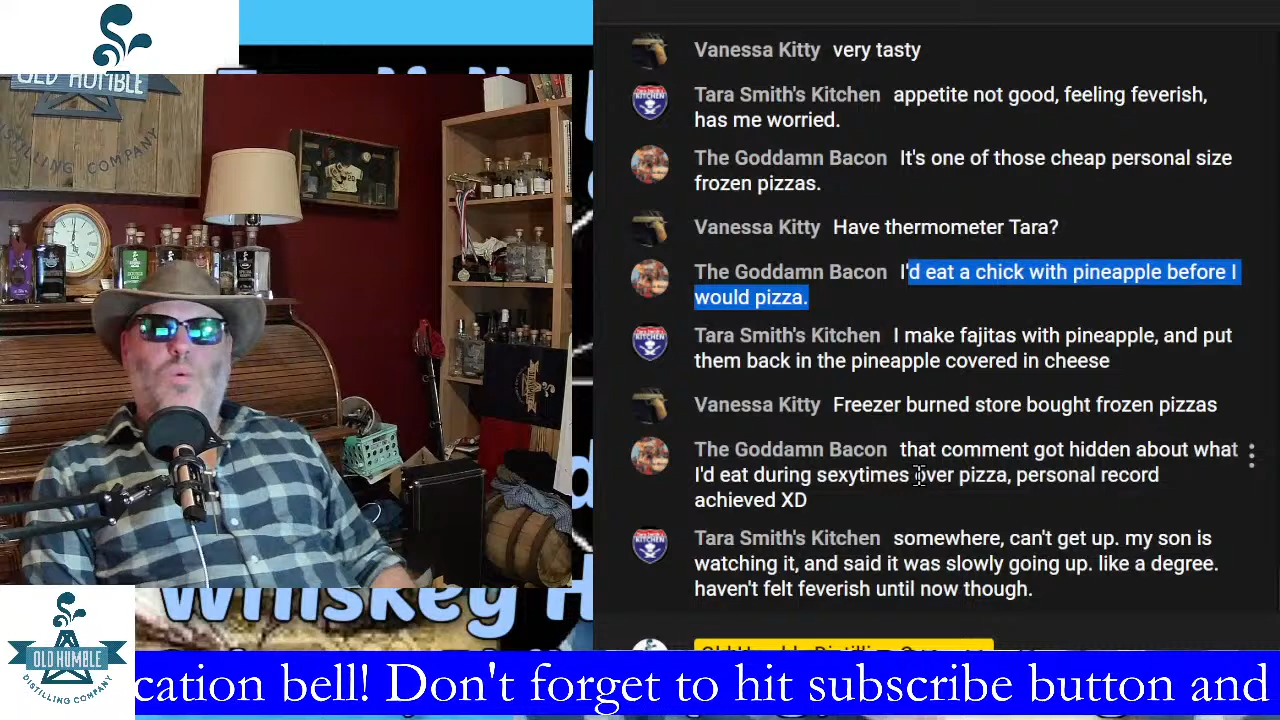 OLD HUMBLE
DISTILLING COMPANY
Vanessa Kitty very tasty
Tara Smith's Kitchen appetite not good, feeling feverish,
has me worried.
The Goddamn Bacon It's one of those cheap personal size
frozen pizzas.
Vanessa Kitty Have thermometer Tara?
The Goddamn Bacon I'd eat a chick with pineapple before I
would pizza.
Tara Smith's Kitchen I make fajitas with pineapple, and put
them back in the pineapple covered in cheese
Vanessa Kitty Freezer burned store bought frozen pizzas
The Goddamn Bacon that comment got hidden about what
I'd eat during sexytimes over pizza, personal record
achieved XD
Tara Smith's Kitchen somewhere, can't get up. my son is
watching it, and said it was slowly going up. like a degree.
haven't felt feverish until now though.
Whiskey H
OLD HUMBLE
DISTILLING COMPANY
cation bell! Don't forget to hit subscribe button and